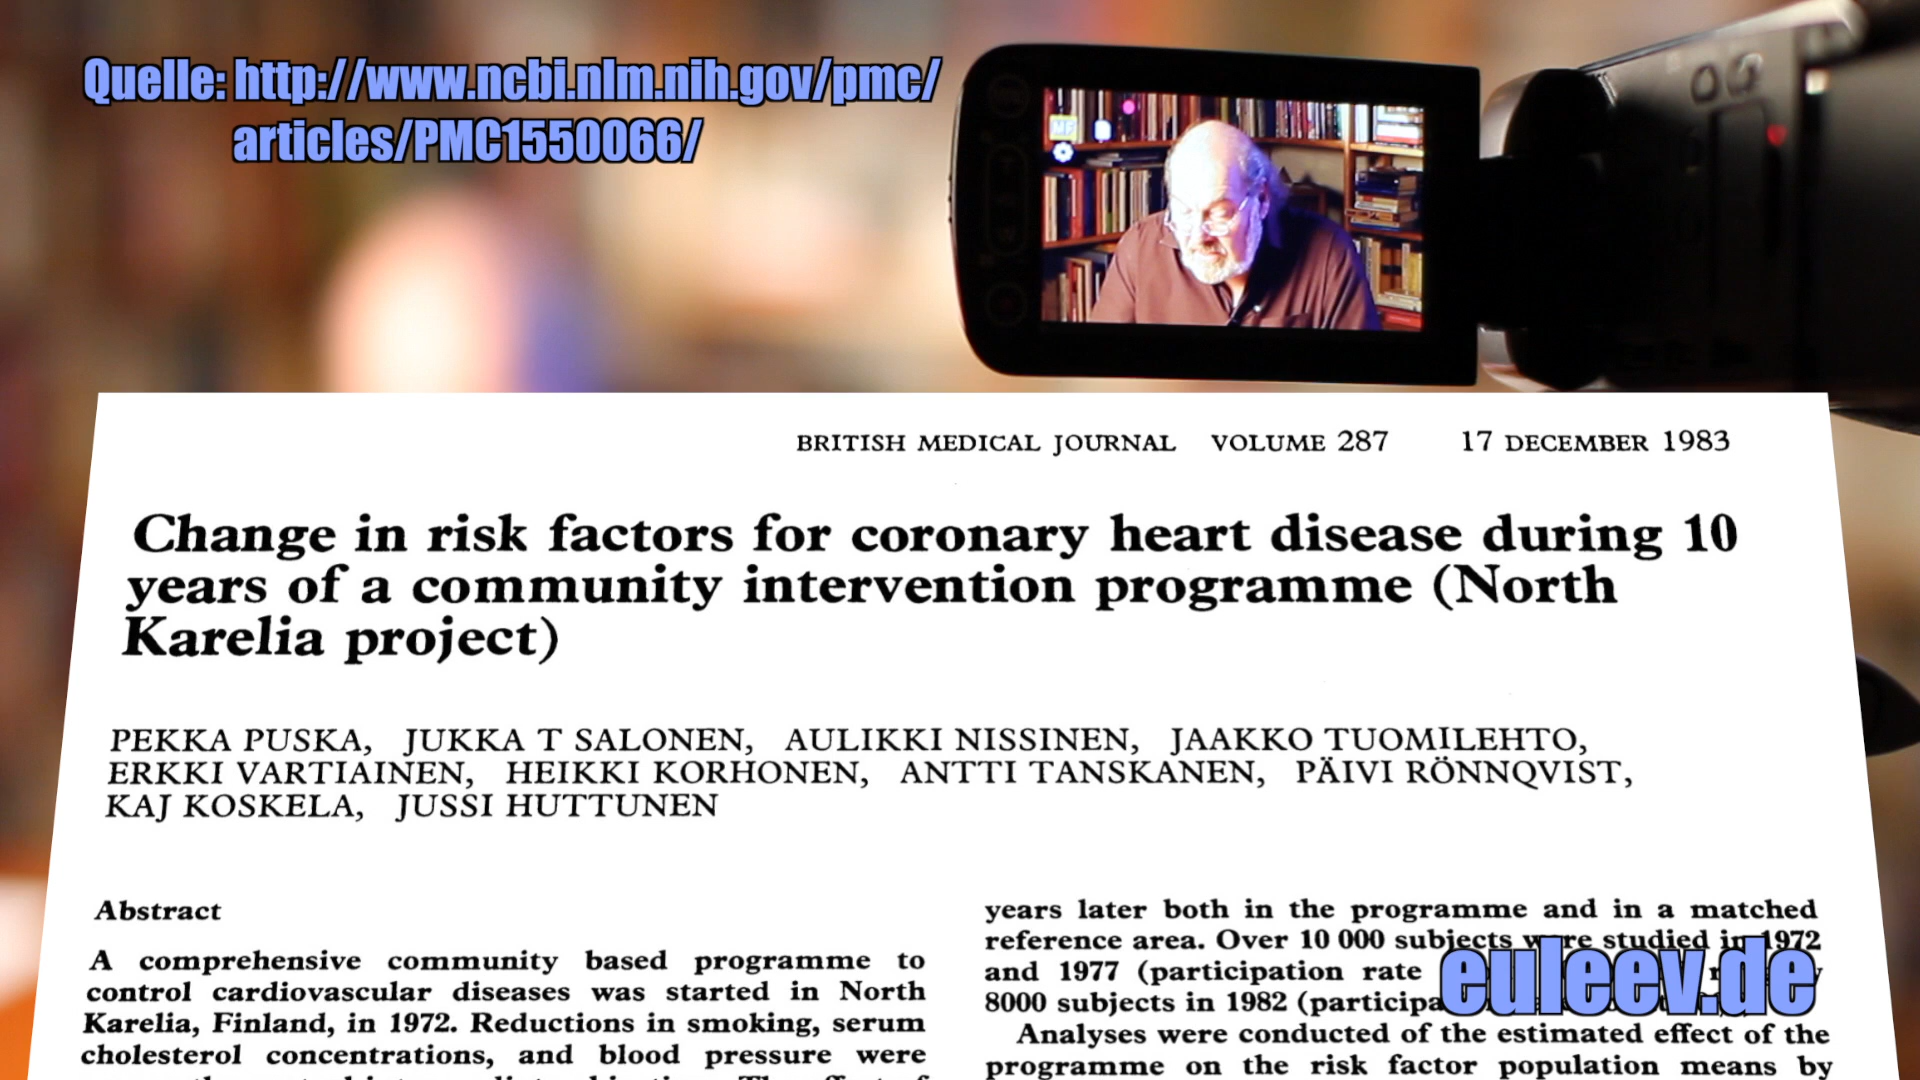 Quelle: http://www.ncbi.nlm.nih.gov/pmc/
articles/PMC1550066/
MF
BRITISH MEDICAL JOURNAL VOLUME 287 17 DECEMBER 1983
Change in risk factors for coronary heart disease during 10
years of a community intervention programme (North
Karelia project)
PEKKA PUSKA, JUKKA T SALONEN, AULIKKI NISSINEN, JAAKKO TUOMILEHTO,
ERKKI VARTIAINEN, HEIKKI KORHONEN, ANTTI TANSKANEN, PÄIVI RÖNNQVIST,
KAJ KOSKELA, JUSSI HUTTUNEN
Abstract
A comprehensive community based programme to
control cardiovascular diseases was started in North
Karelia, Finland, in 1972. Reductions in smoking, serum
cholesterol concentrations, and blood pressure were
years later both in the programme and in a matched
reference area. Over 10 000 subjects were studied in 1972
and 1977 (participation rate
8000 subjects in 1982
Analyses were conducted of the estimated effect of the
programme on the risk factor population means by
euleev.de